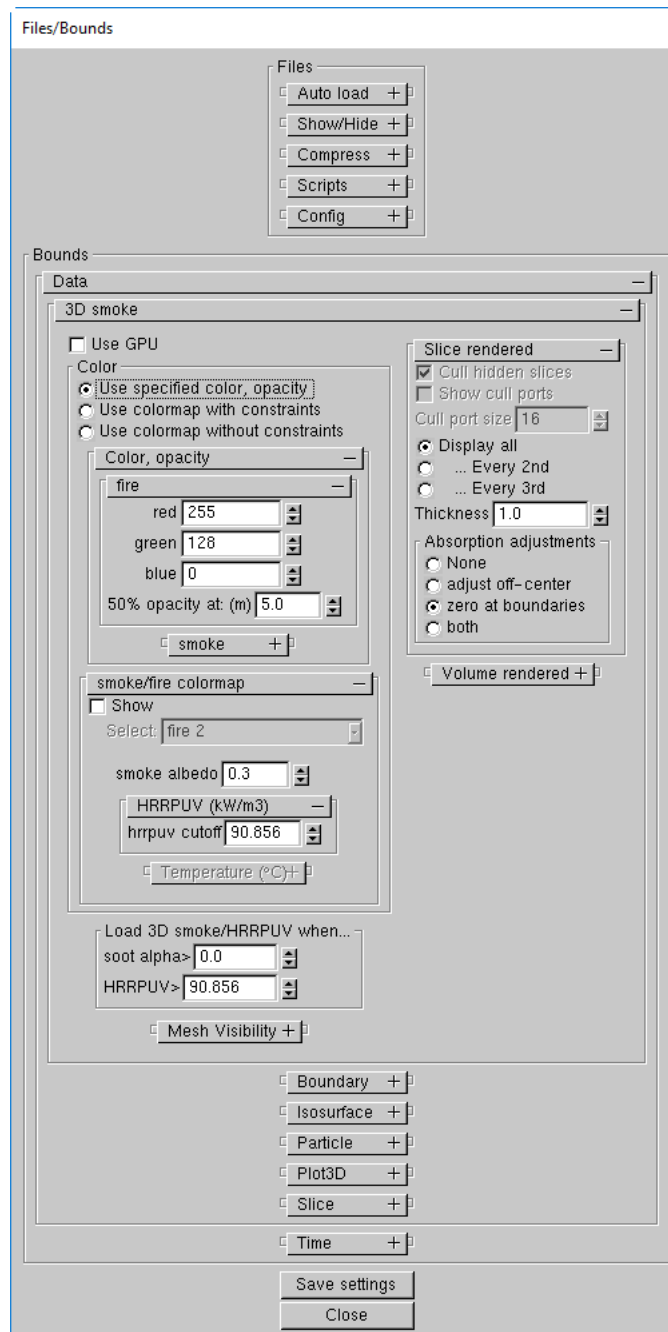 Files/Bounds
Files
Auto load +
Show/Hide +
Compress +
Scripts +
Config +
Bounds
Data −
3D smoke −
Use GPU
Color
Use specified color, opacity
Use colormap with constraints
Use colormap without constraints
Color, opacity −
fire −
red 255
green 128
blue 0
50% opacity at: (m) 5.0
smoke +
smoke/fire colormap −
Show
Select: fire 2
smoke albedo 0.3
HRRPUV (kW/m3) −
hrrpuv cutoff 90.856
Temperature (°C) +
Load 3D smoke/HRRPUV when...
soot alpha> 0.0
HRRPUV> 90.856
Mesh Visibility +
Slice rendered −
Cull hidden slices
Show cull ports
Cull port size 16
Display all
... Every 2nd
... Every 3rd
Thickness 1.0
Absorption adjustments
None
adjust off-center
zero at boundaries
both
Volume rendered +
Boundary +
Isosurface +
Particle +
Plot3D +
Slice +
Time +
Save settings
Close